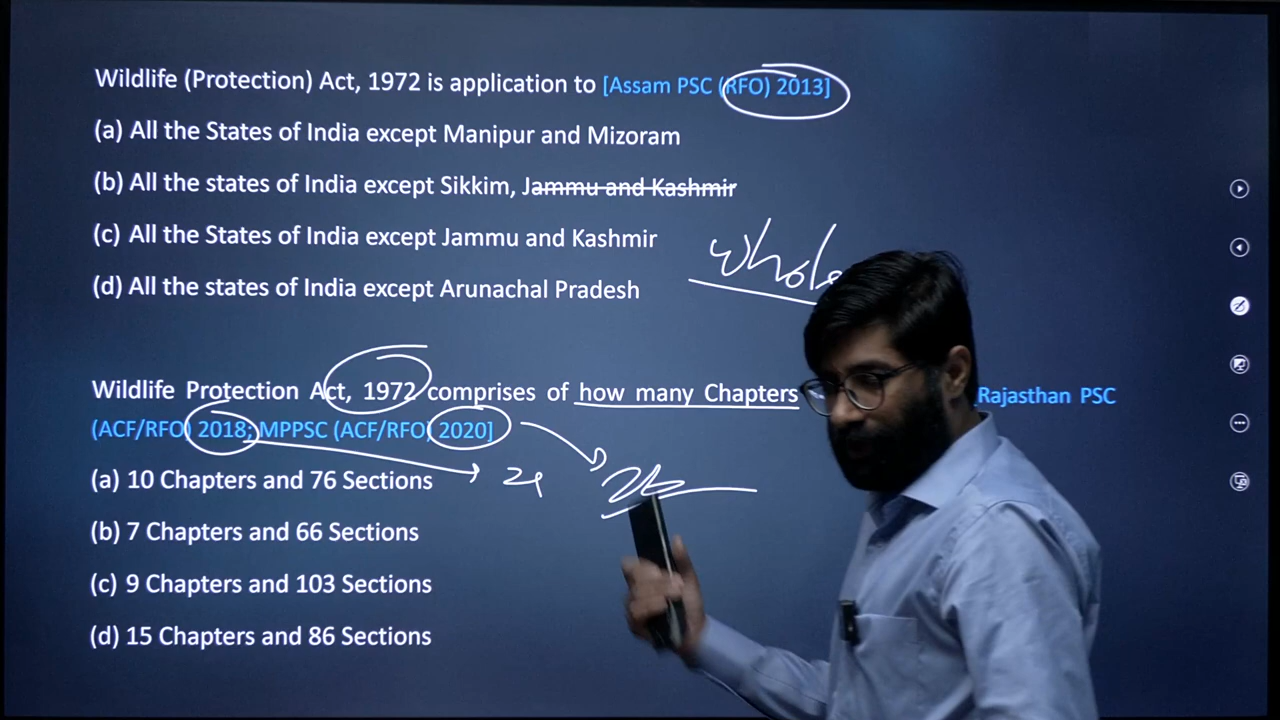 Wildlife (Protection) Act, 1972 is application to [Assam PSC (RFO) 2013]
(a) All the States of India except Manipur and Mizoram
(b) All the states of India except Sikkim, Jammu and Kashmir
(c) All the States of India except Jammu and Kashmir
whole
(d) All the states of India except Arunachal Pradesh
Wildlife Protection Act, 1972 comprises of how many Chapters Rajasthan PSC
(ACF/RFO) 2018; MPPSC (ACF/RFO) 2020]
(a) 10 Chapters and 76 Sections
(b) 7 Chapters and 66 Sections
(c) 9 Chapters and 103 Sections
(d) 15 Chapters and 86 Sections